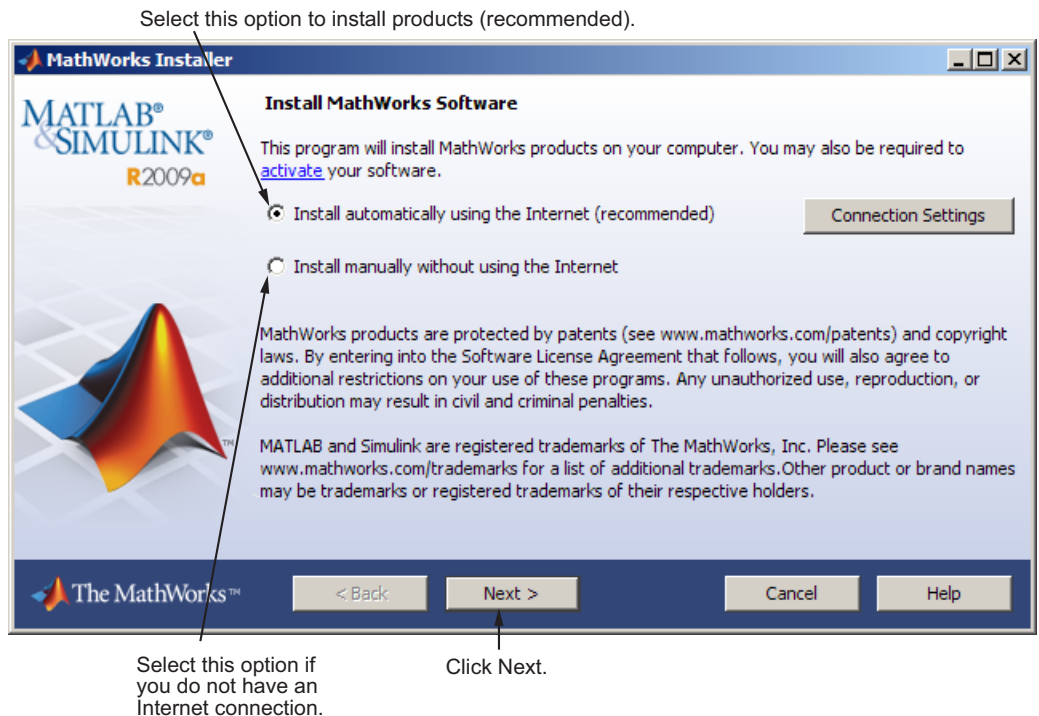 Select this option to install products (recommended).
MathWorks Installer
MATLAB®
&SIMULINK®
R2009a
Install MathWorks Software
This program will install MathWorks products on your computer. You may also be required to
activate your software.
Install automatically using the Internet (recommended)
Connection Settings
Install manually without using the Internet
MathWorks products are protected by patents (see www.mathworks.com/patents) and copyright
laws. By entering into the Software License Agreement that follows, you will also agree to
additional restrictions on your use of these programs. Any unauthorized use, reproduction, or
distribution may result in civil and criminal penalties.
TM
MATLAB and Simulink are registered trademarks of The MathWorks, Inc. Please see
www.mathworks.com/trademarks for a list of additional trademarks.Other product or brand names
may be trademarks or registered trademarks of their respective holders.
The MathWorks™
< Back
Next >
Cancel
Help
Select this option if
you do not have an
Internet connection.
Click Next.